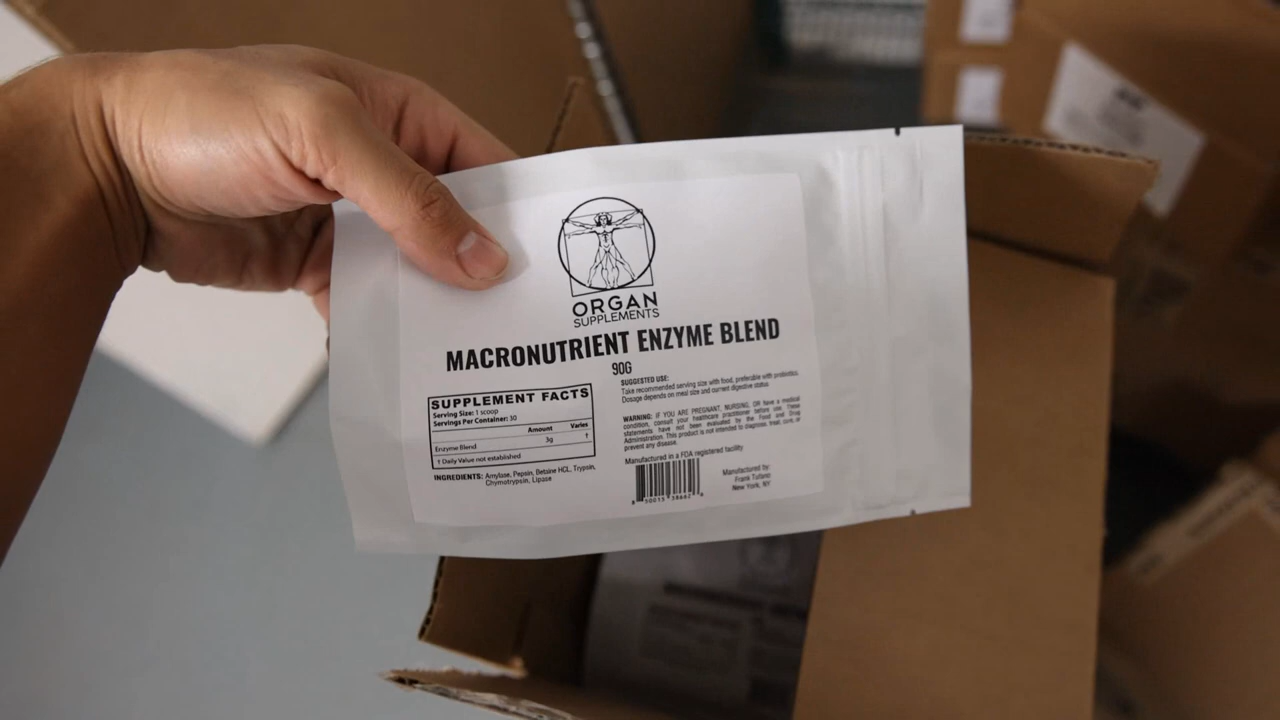 ORGAN
SUPPLEMENTS
MACRONUTRIENT ENZYME BLEND
90G
SUPPLEMENT FACTS
Serving Size: 1 scoop
Servings Per Container: 30
Amount Varies
Enzyme Blend 3g †
† Daily Value not established
INGREDIENTS: Amylase, Pepsin, Betaine HCL, Trypsin,
Chymotrypsin, Lipase
SUGGESTED USE:
Take recommended serving size with food, preferable with probiotics.
Dosage depends on meal size and current digestive status
WARNING: IF YOU ARE PREGNANT, NURSING, OR have a medical
condition, consult your healthcare practitioner before use. These
statements have not been evaluated by the Food and Drug
Administration. This product is not intended to diagnose, treat, cure, or
prevent any disease.
Manufactured in a FDA registered facility
Manufactured by:
Frank Tufano
New York, NY